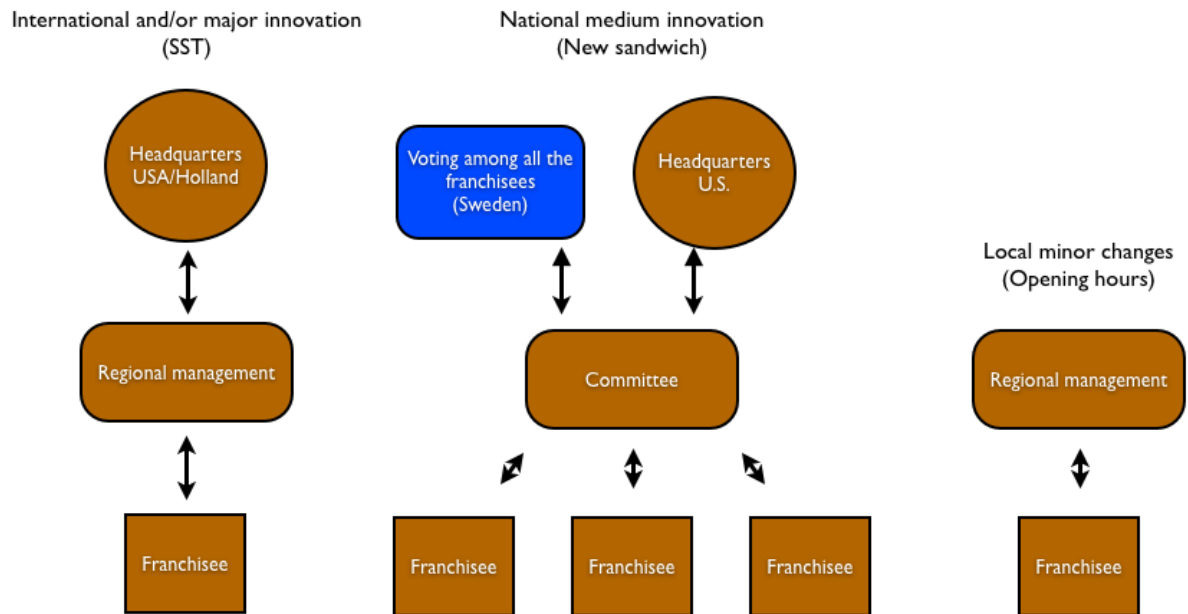 International and/or major innovation
(SST)
National medium innovation
(New sandwich)
Headquarters
USA/Holland
Voting among all the
franchisees
(Sweden)
Headquarters
U.S.
Local minor changes
(Opening hours)
Regional management
Committee
Regional management
Franchisee
Franchisee
Franchisee
Franchisee
Franchisee